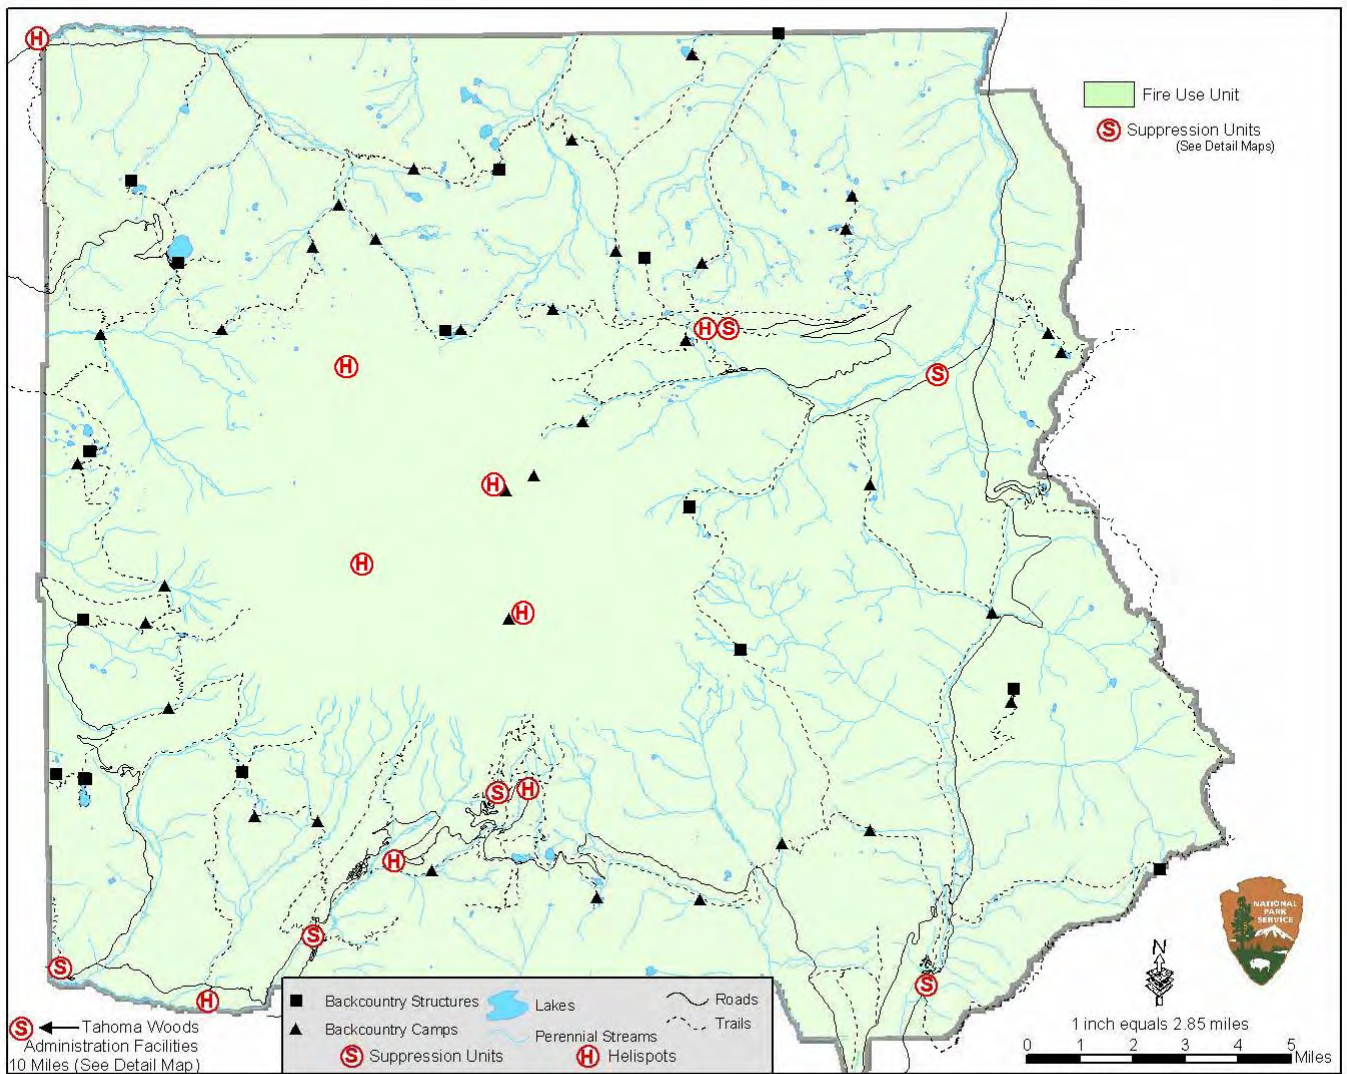 H
Fire Use Unit
S Suppression Units
(See Detail Maps)
H S
H
S
H
H
H
S H
H
S
S
H
S
NATIONAL
PARK
SERVICE
N
1 inch equals 2.85 miles
0 1 2 3 4 5
Miles
Backcountry Structures
Lakes
Roads
Backcountry Camps
Perennial Streams
Trails
S Suppression Units
H Helispots
S Tahoma Woods
Administration Facilities
10 Miles (See Detail Map)